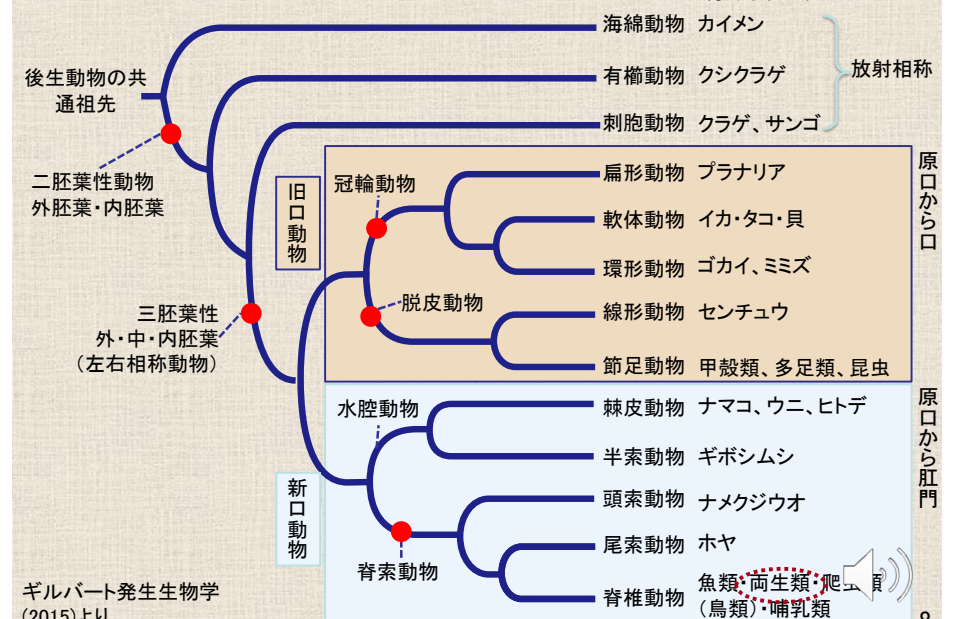 海綿動物 カイメン
後生動物の共
通祖先
有櫛動物 クシクラゲ
放射相称
刺胞動物 クラゲ、サンゴ
二胚葉性動物
外胚葉・内胚葉
旧口動物
冠輪動物
扁形動物 プラナリア
原口から口
軟体動物 イカ・タコ・貝
環形動物 ゴカイ、ミミズ
脱皮動物
線形動物 センチュウ
三胚葉性
外・中・内胚葉
(左右相称動物)
節足動物 甲殻類、多足類、昆虫
水腔動物
棘皮動物 ナマコ、ウニ、ヒトデ
原口から肛門
半索動物 ギボシムシ
新口動物
頭索動物 ナメクジウオ
尾索動物 ホヤ
脊索動物
脊椎動物 魚類・両生類・爬虫類
(鳥類)・哺乳類
ギルバート発生生物学
(2015)より